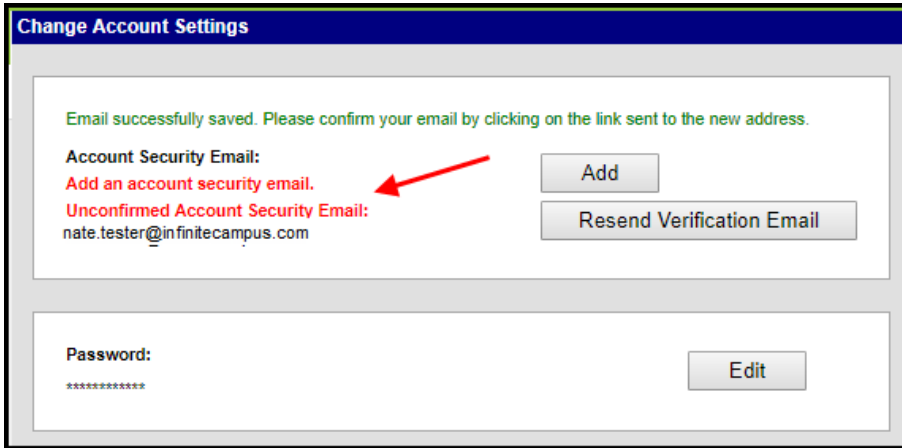 Change Account Settings
Email successfully saved. Please confirm your email by clicking on the link sent to the new address.
Account Security Email:
Add an account security email.
Add
Unconfirmed Account Security Email:
nate.tester@infinitecampus.com
Resend Verification Email
Password:
************
Edit